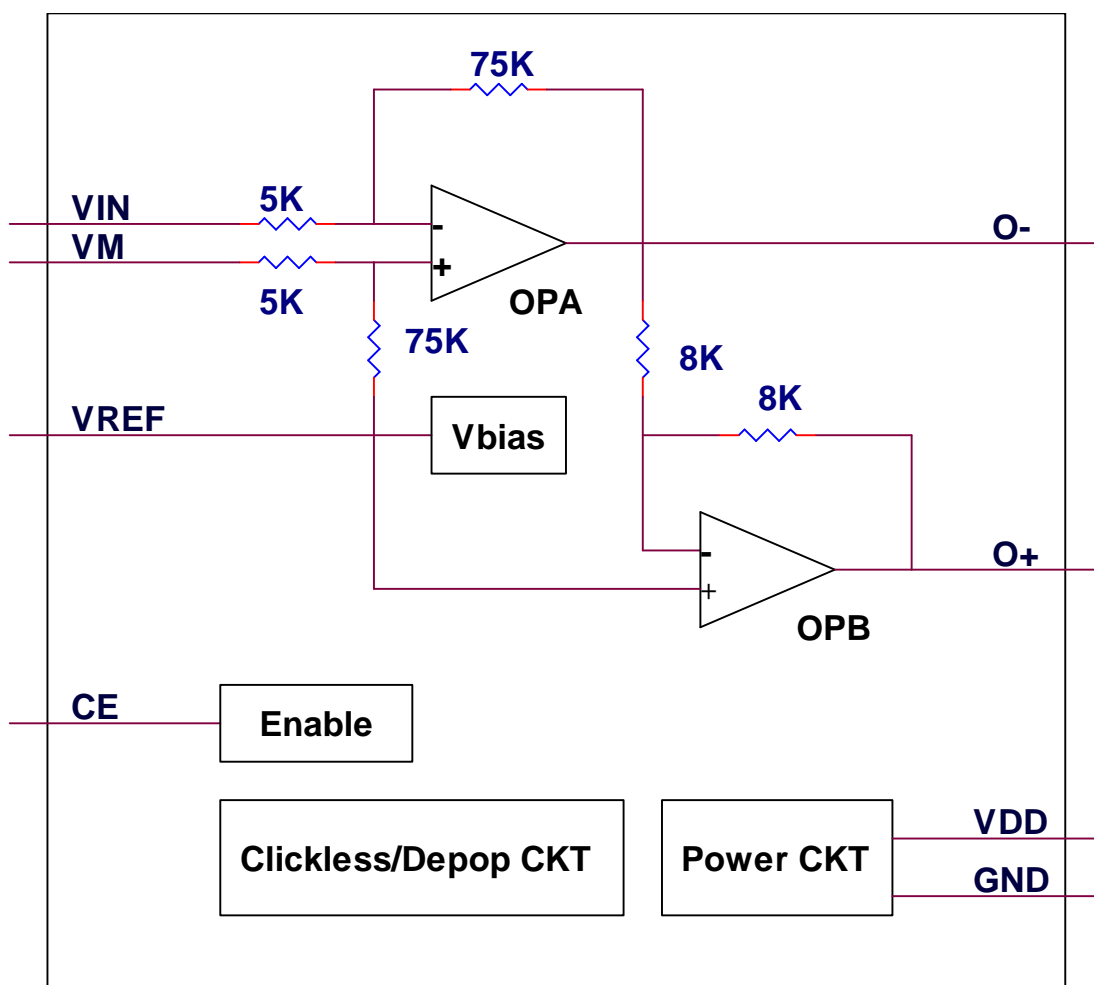 75K
VIN
5K
-
O-
VM
+
5K
OPA
75K
8K
8K
VREF
Vbias
-
O+
+
OPB
CE
Enable
VDD
Clickless/Depop CKT
Power CKT
GND